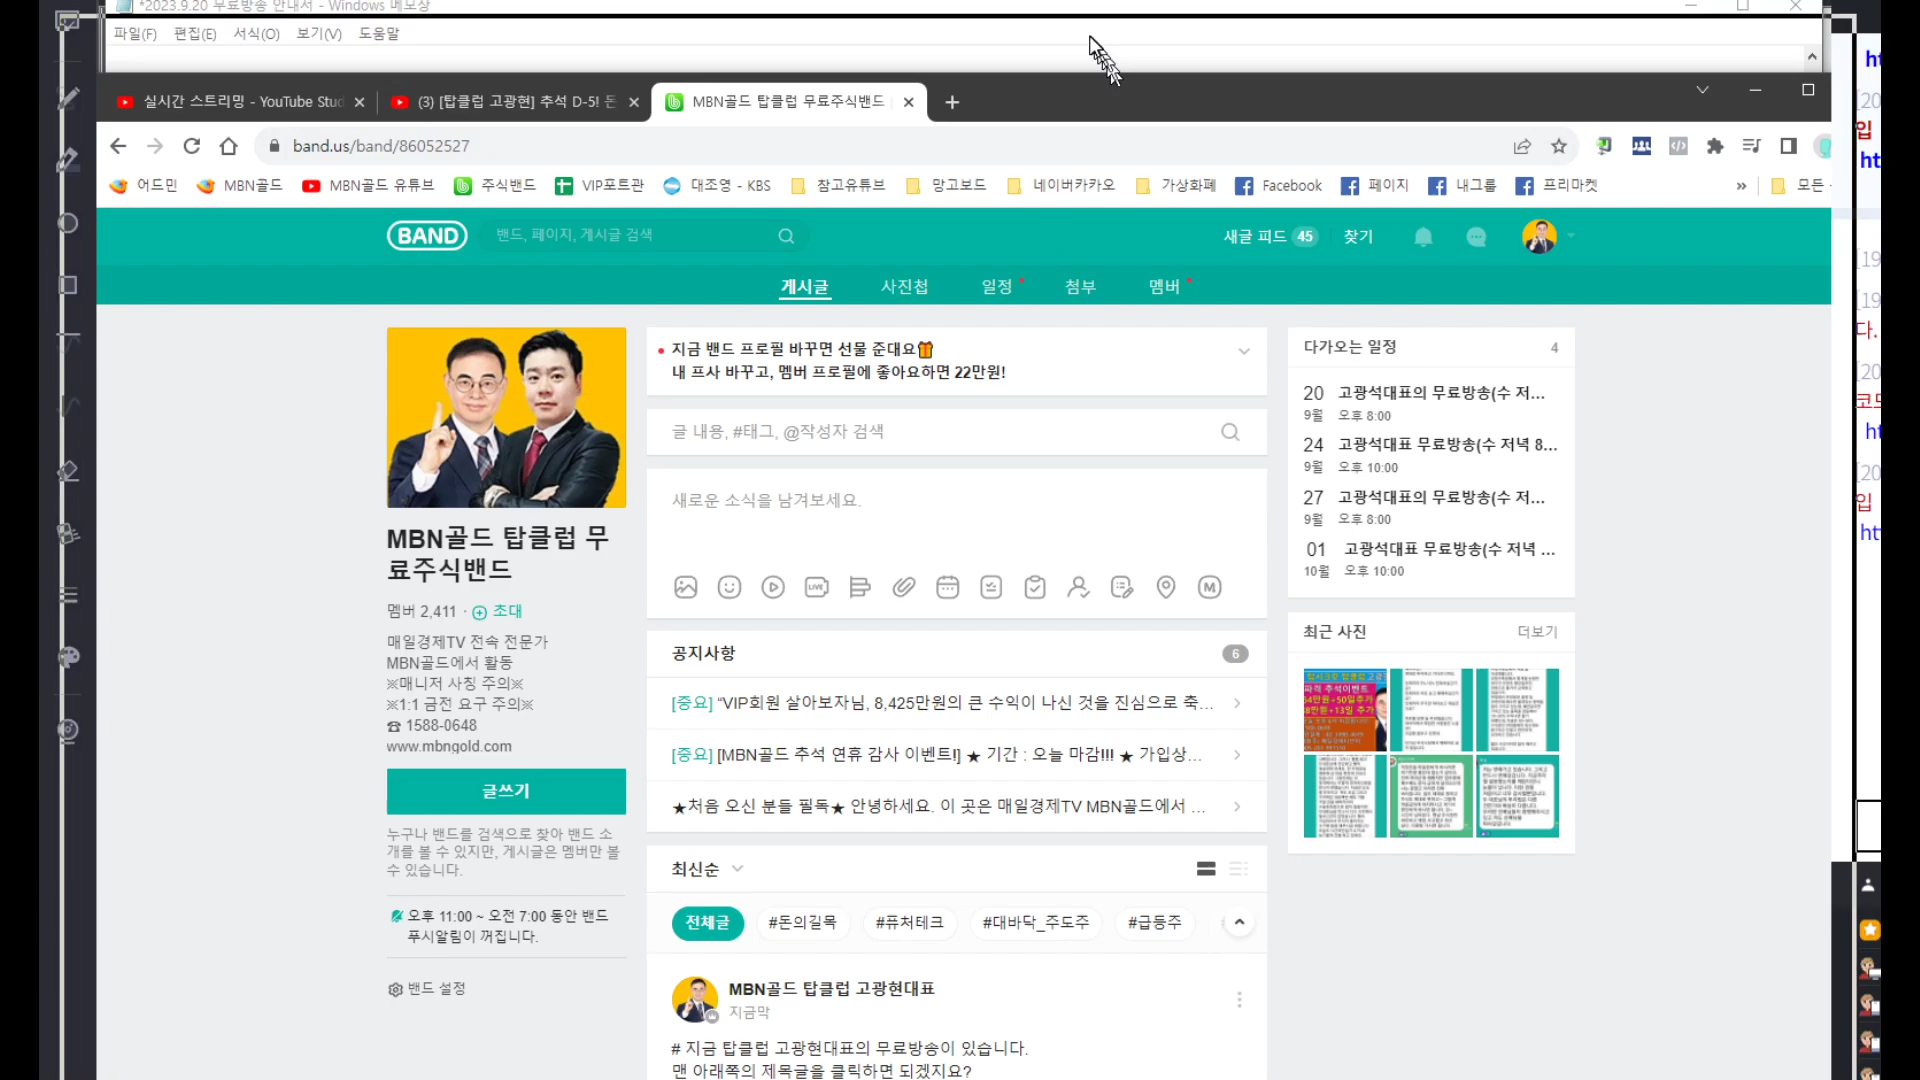 *2023.9.20 무료방송 안내서 - Windows 메모장
파일(F) 편집(E) 서식(O) 보기(V) 도움말
실시간 스트리밍 - YouTube Stud
(3) [탑클럽 고광현] 추석 D-5! 돈
MBN골드 탑클럽 무료주식밴드
band.us/band/86052527
어드민 MBN골드 MBN골드 유튜브 주식밴드 VIP포트관 대조영 - KBS 참고유튜브 망고보드 네이버카카오 가상화폐 Facebook 페이지 내그룹 프리마켓 » 모든
BAND
밴드, 페이지, 게시글 검색
새글 피드 45 찾기
게시글 사진첩 일정 첨부 멤버
MBN골드 탑클럽 무
료주식밴드
멤버 2,411 · 초대
매일경제TV 전속 전문가
MBN골드에서 활동
※매니저 사칭 주의※
※1:1 금전 요구 주의※
☎ 1588-0648
www.mbngold.com
글쓰기
누구나 밴드를 검색으로 찾아 밴드 소
개를 볼 수 있지만, 게시글은 멤버만 볼
수 있습니다.
오후 11:00 ~ 오전 7:00 동안 밴드
푸시알림이 꺼집니다.
밴드 설정
지금 밴드 프로필 바꾸면 선물 준대요🎁
내 프사 바꾸고, 멤버 프로필에 좋아요하면 22만원!
글 내용, #태그, @작성자 검색
새로운 소식을 남겨보세요.
LIVE
M
공지사항 6
[중요] “VIP회원 살아보자님, 8,425만원의 큰 수익이 나신 것을 진심으로 축...
[중요] [MBN골드 추석 연휴 감사 이벤트!] ★ 기간 : 오늘 마감!!! ★ 가입상...
★처음 오신 분들 필독★ 안녕하세요. 이 곳은 매일경제TV MBN골드에서 ...
최신순
전체글 #돈의길목 #퓨처테크 #대바닥_주도주 #급등주
MBN골드 탑클럽 고광현대표
지금막
# 지금 탑클럽 고광현대표의 무료방송이 있습니다.
맨 아래쪽의 제목글을 클릭하면 되겠지요?
다가오는 일정 4
20 고광석대표의 무료방송(수 저...
9월 오후 8:00
24 고광석대표 무료방송(수 저녁 8...
9월 오후 10:00
27 고광석대표의 무료방송(수 저...
9월 오후 8:00
01 고광석대표 무료방송(수 저녁 ...
10월 오후 10:00
최근 사진 더보기
파격 추석이벤트
ht
[20
입
ht
[19
[19
다.
[20
코드
ht
[20
입
ht